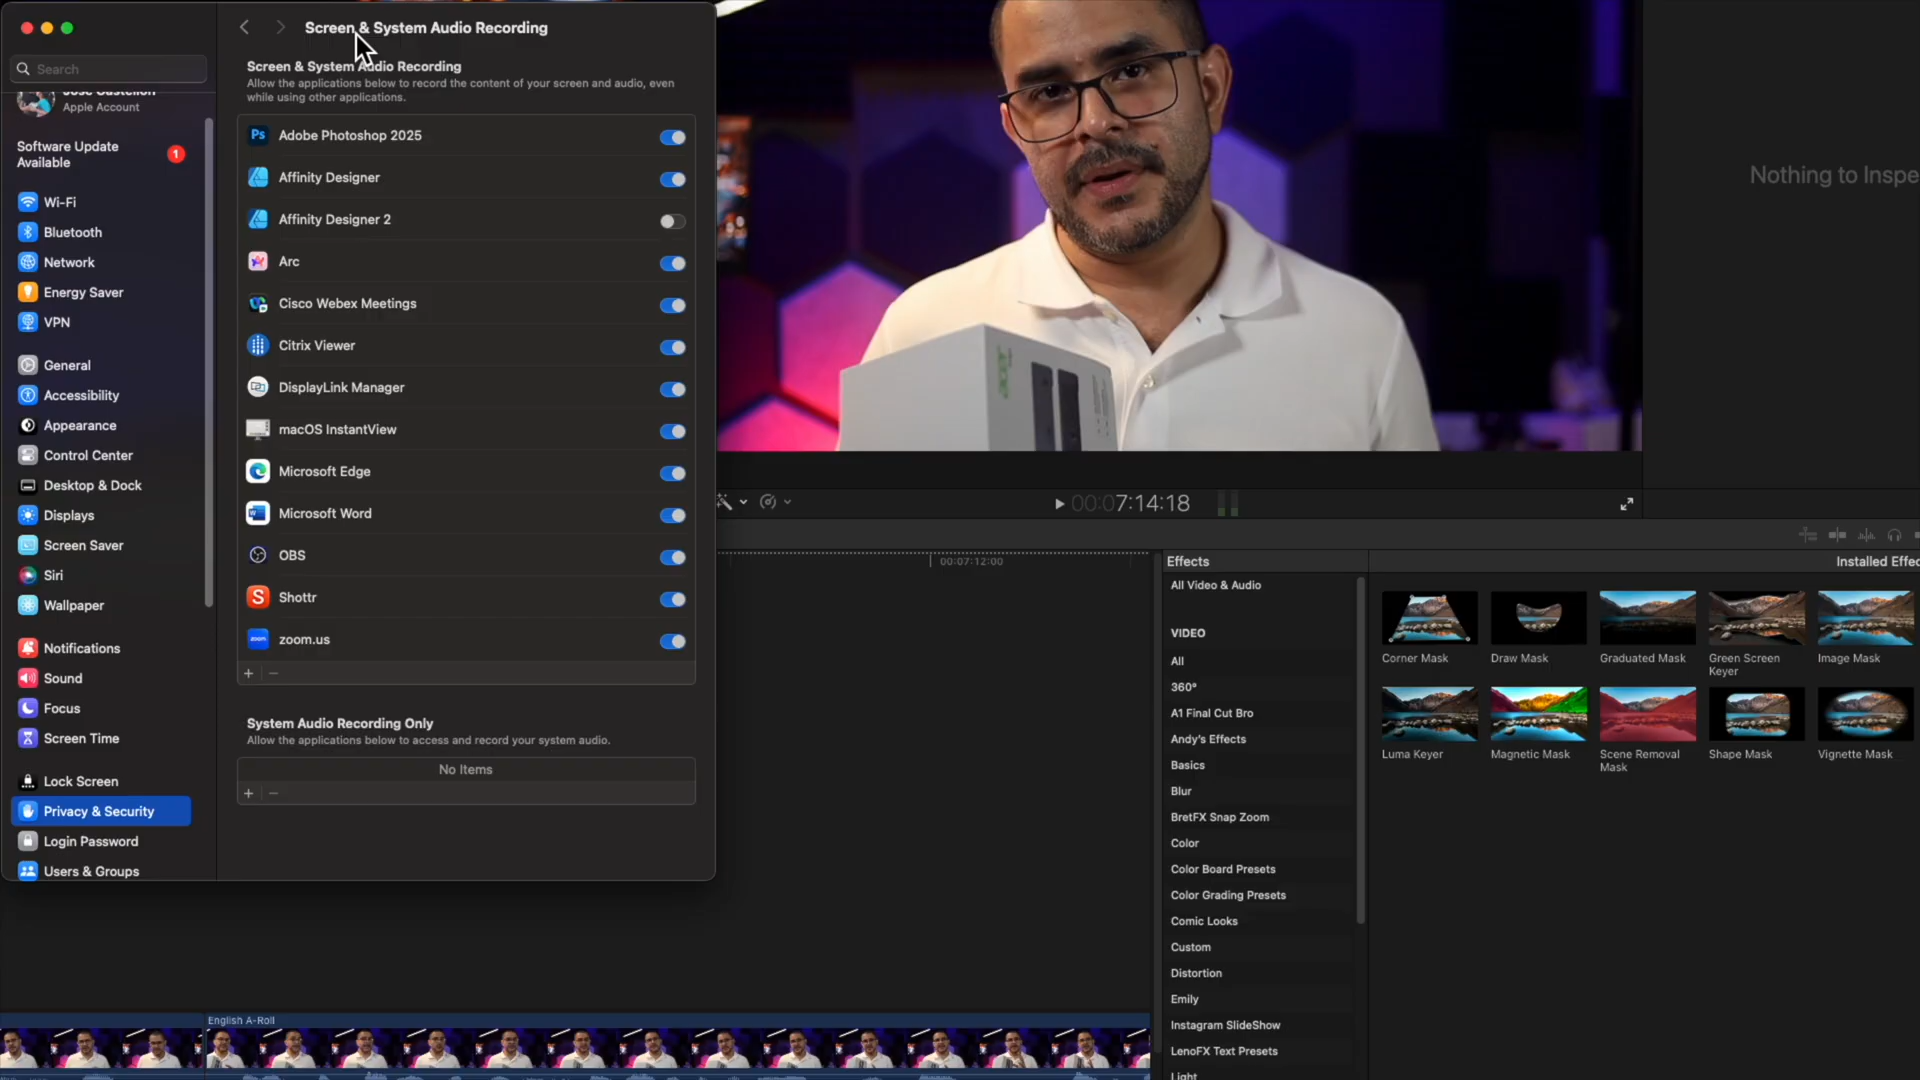 Screen & System Audio Recording
Search
Jose Castellon
Apple Account
Software Update
Available
1
Wi-Fi
Bluetooth
Network
Energy Saver
VPN
General
Accessibility
Appearance
Control Center
Desktop & Dock
Displays
Screen Saver
Siri
Wallpaper
Notifications
Sound
Focus
Screen Time
Lock Screen
Privacy & Security
Login Password
Users & Groups
Screen & System Audio Recording
Allow the applications below to record the content of your screen and audio, even
while using other applications.
Ps
Adobe Photoshop 2025
Affinity Designer
Affinity Designer 2
Arc
Cisco Webex Meetings
Citrix Viewer
DisplayLink Manager
macOS InstantView
Microsoft Edge
Microsoft Word
OBS
Shottr
zoom
zoom.us
System Audio Recording Only
Allow the applications below to access and record your system audio.
No Items
acer
Nothing to Inspe
00:07:14:18
00:07:12:00
Effects
Installed Effec
All Video & Audio
VIDEO
All
360°
A1 Final Cut Bro
Andy's Effects
Basics
Blur
BretFX Snap Zoom
Color
Color Board Presets
Color Grading Presets
Comic Looks
Custom
Distortion
Emily
Instagram SlideShow
LenoFX Text Presets
Light
Corner Mask
Draw Mask
Graduated Mask
Green Screen
Keyer
Image Mask
Luma Keyer
Magnetic Mask
Scene Removal
Mask
Shape Mask
Vignette Mask
English A-Roll